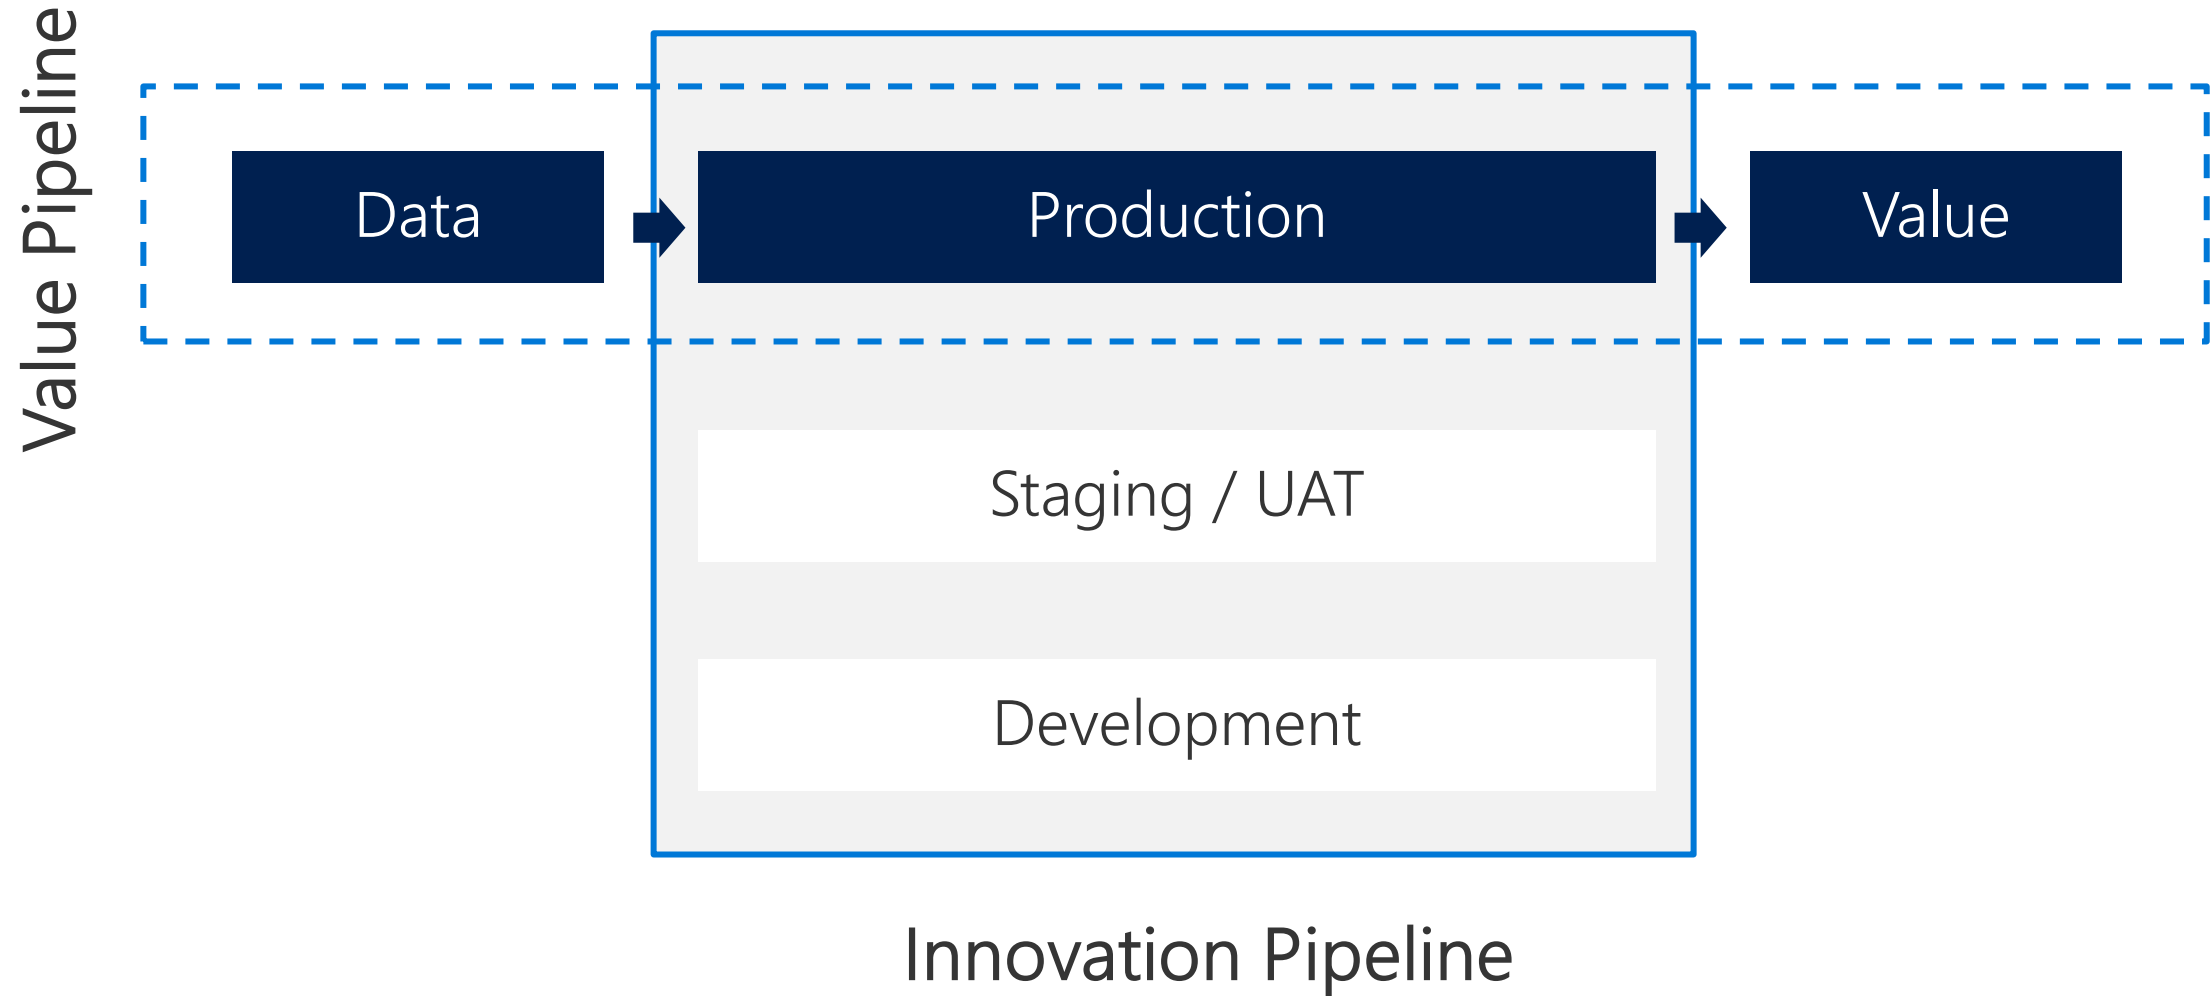 Value Pipeline
Data
Production
Value
Staging / UAT
Development
Innovation Pipeline